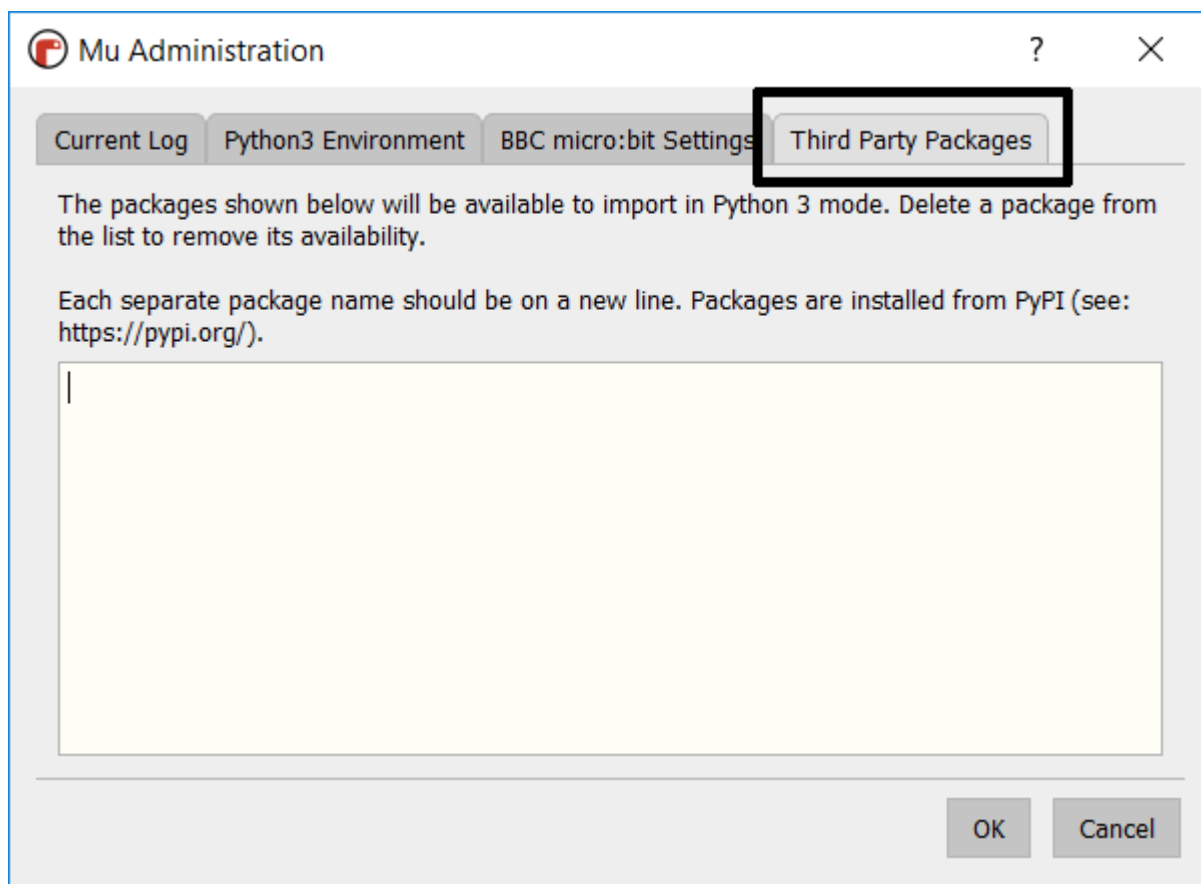 Mu Administration
?
Current Log
Python3 Environment
BBC micro:bit Settings
Third Party Packages
The packages shown below will be available to import in Python 3 mode. Delete a package from
the list to remove its availability.
Each separate package name should be on a new line. Packages are installed from PyPI (see:
https://pypi.org/).
OK
Cancel